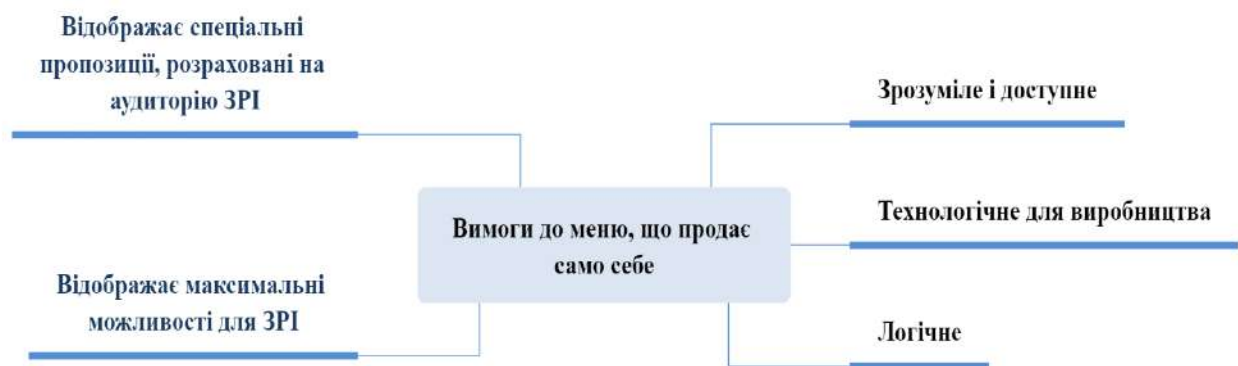 Відображає спеціальні
пропозиції, розраховані на
аудиторію ЗРІ
Зрозуміле і доступне
Вимоги до меню, що продає
само себе
Технологічне для виробництва
Відображає максимальні
можливості для ЗРІ
Логічне